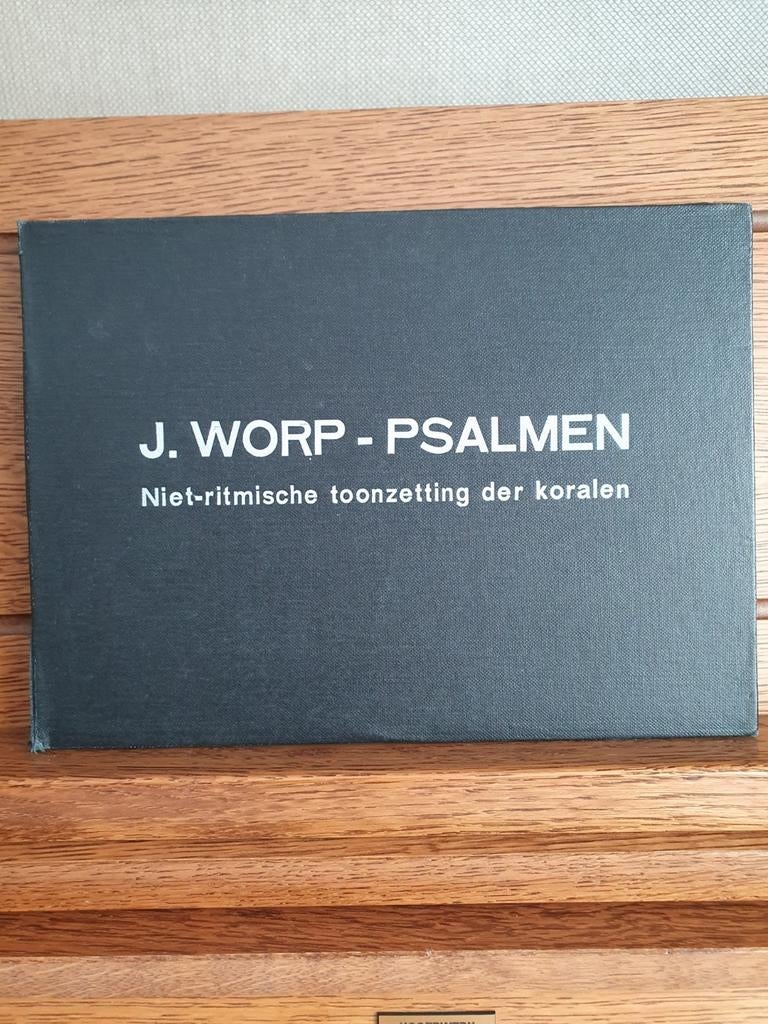 J. WORP - PSALMEN
Niet-ritmische toonzetting der koralen